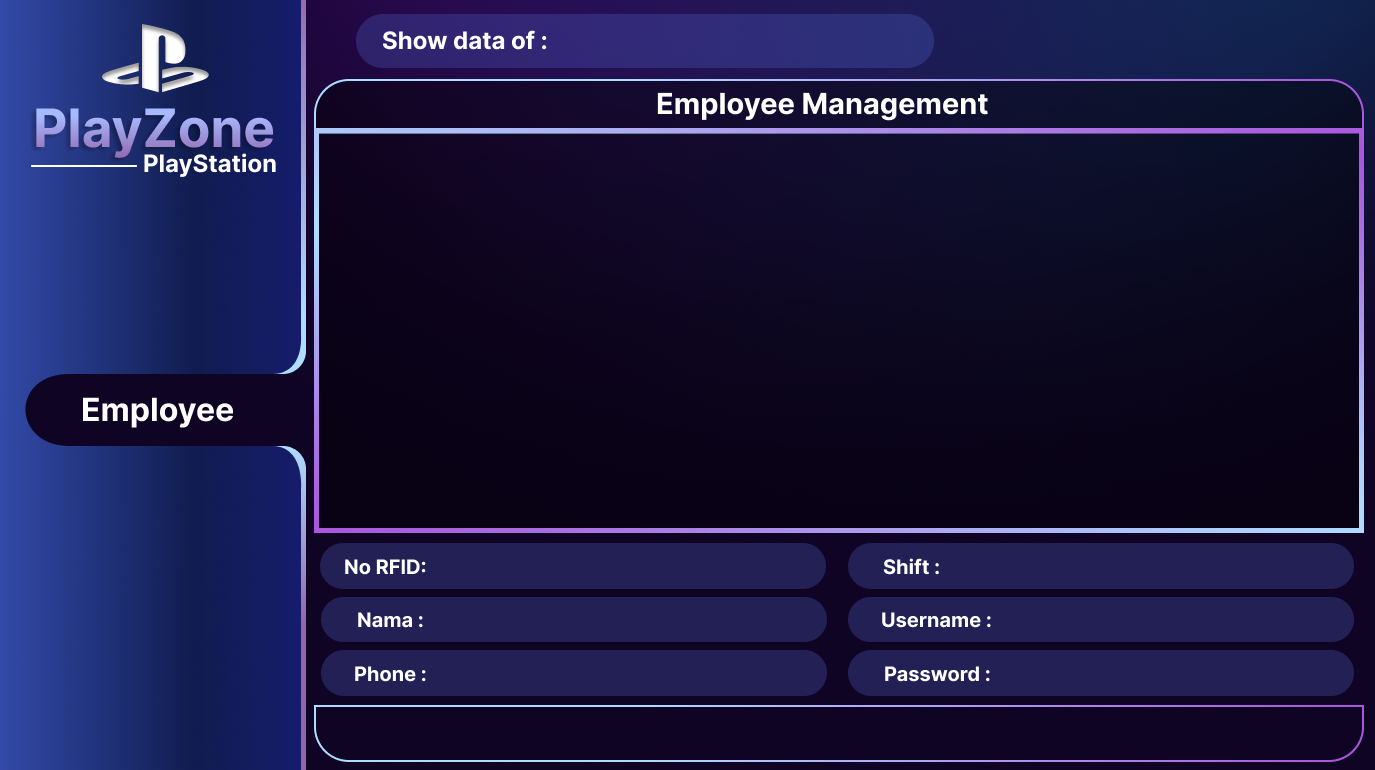 PlayZone
PlayStation
Employee
Show data of :
Employee Management
No RFID:
Shift :
Nama :
Username :
Phone :
Password :